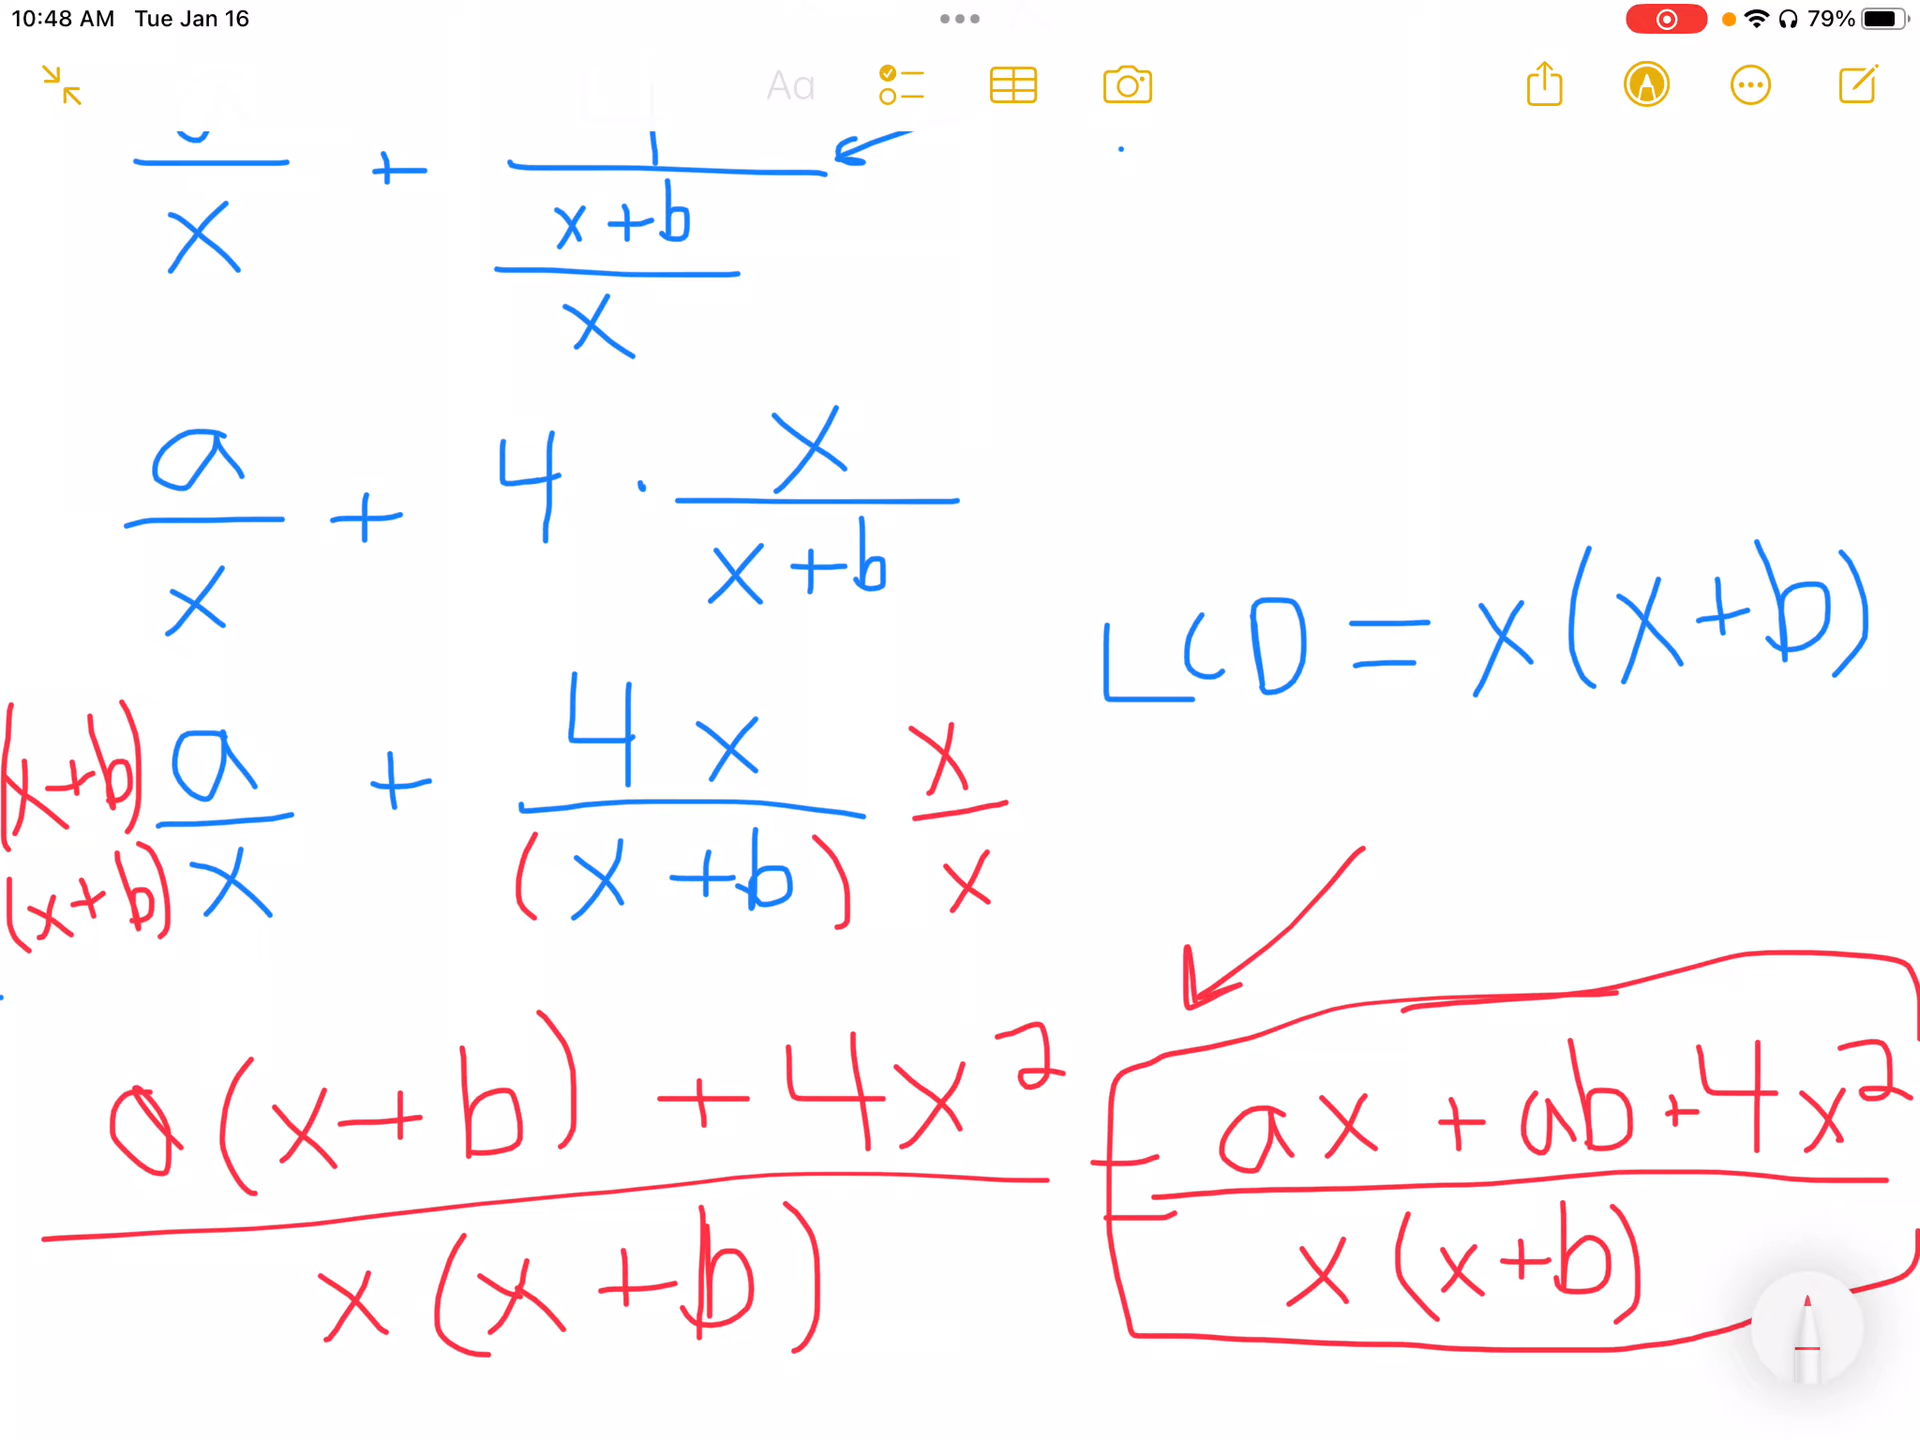 10:48 AM Tue Jan 16
79%
Aa
x + x+b
x
a/x + 4 · x/(x+b)
LCD = x(x+b)
(x+b)/(x+b) a/x + 4x/(x+b) x/x
a(x+b) + 4x² = ax + ab + 4x²
x(x+b) x(x+b)